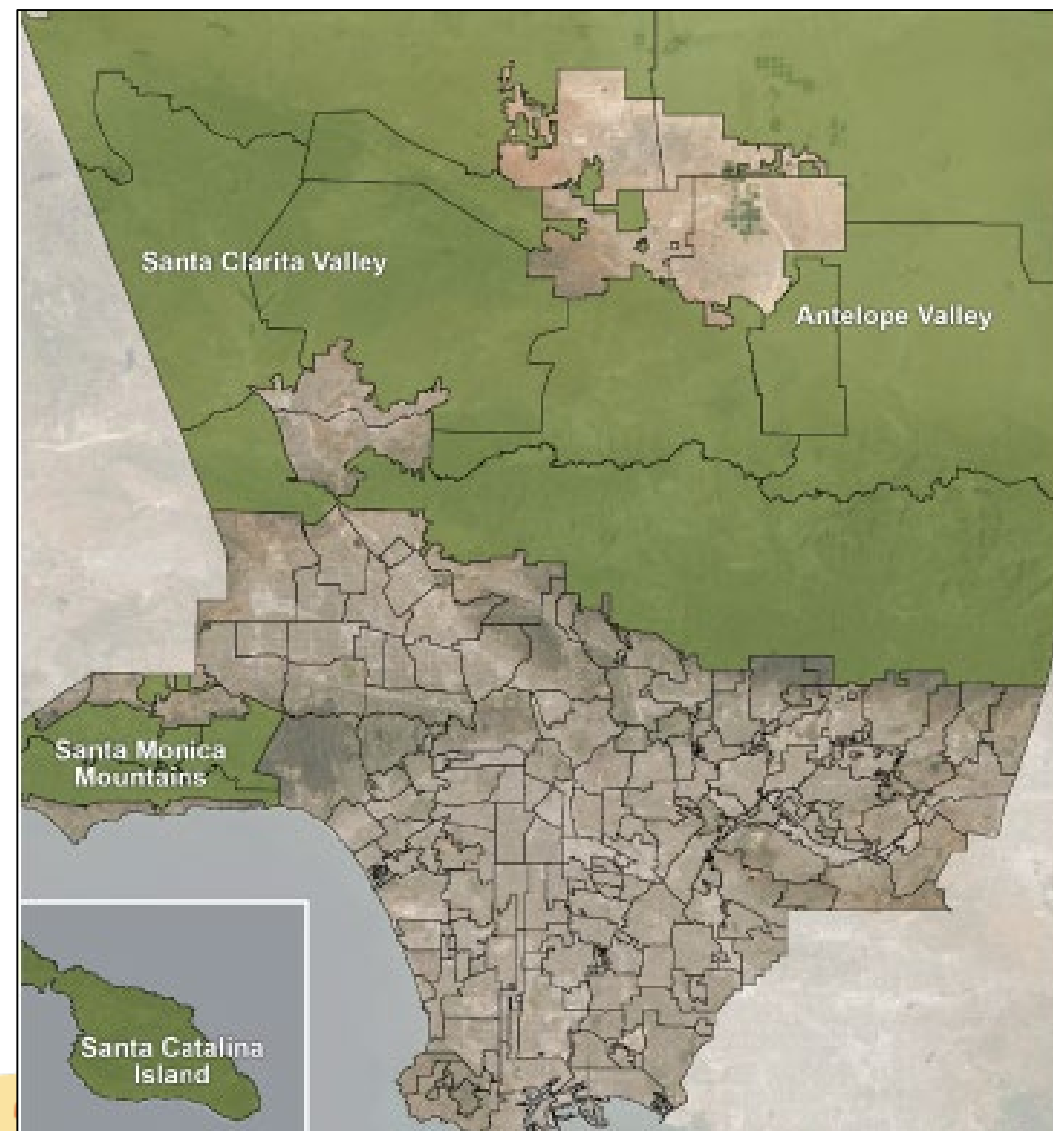 Santa Clarita Valley
Antelope Valley
Santa Monica
Mountains
Santa Catalina
Island